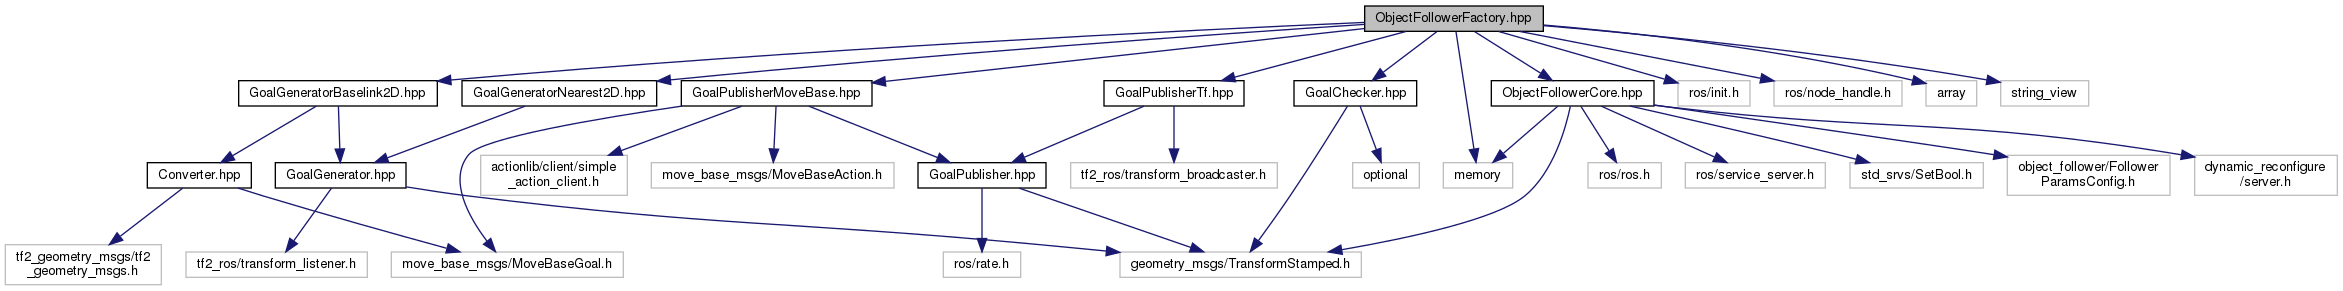 ObjectFollowerFactory.hpp
GoalGeneratorBaselink2D.hpp
GoalGeneratorNearest2D.hpp
GoalPublisherMoveBase.hpp
GoalPublisherTf.hpp
GoalChecker.hpp
ObjectFollowerCore.hpp
ros/init.h
ros/node_handle.h
array
string_view
Converter.hpp
GoalGenerator.hpp
actionlib/client/simple
_action_client.h
move_base_msgs/MoveBaseAction.h
GoalPublisher.hpp
tf2_ros/transform_broadcaster.h
optional
memory
ros/ros.h
ros/service_server.h
std_srvs/SetBool.h
object_follower/Follower
ParamsConfig.h
dynamic_reconfigure
/server.h
tf2_geometry_msgs/tf2
_geometry_msgs.h
tf2_ros/transform_listener.h
move_base_msgs/MoveBaseGoal.h
ros/rate.h
geometry_msgs/TransformStamped.h